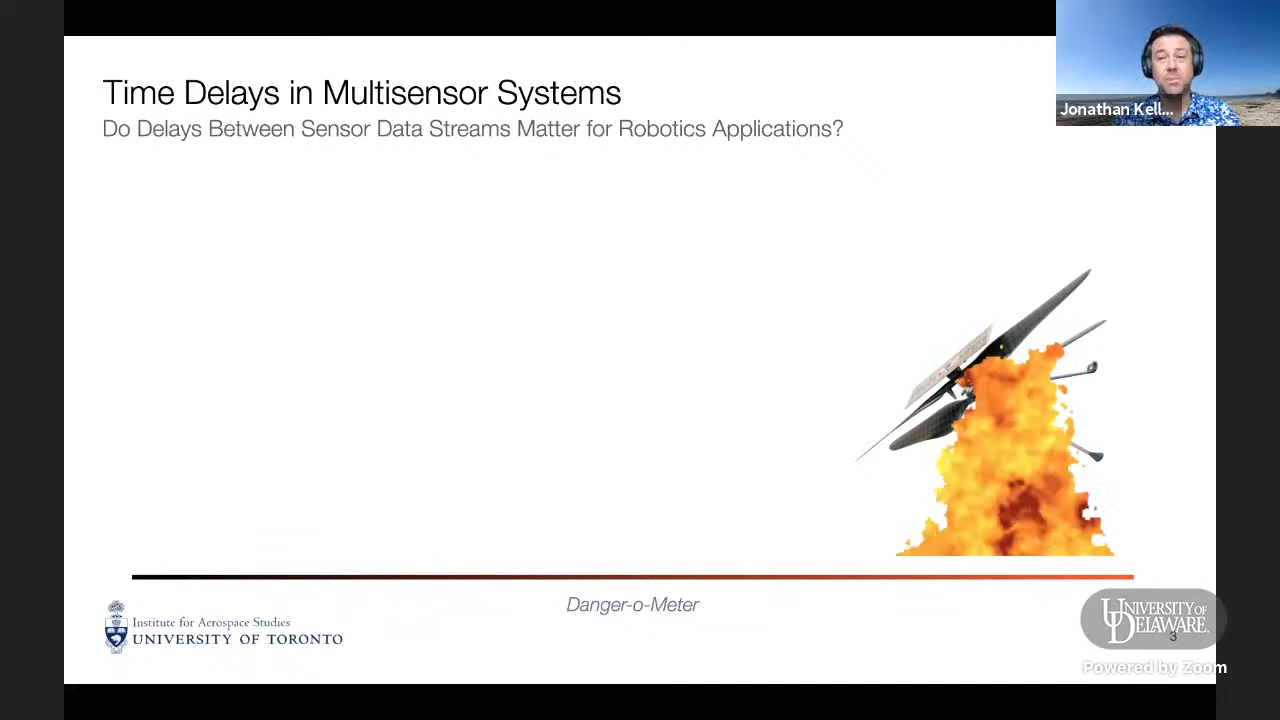 Time Delays in Multisensor Systems
Do Delays Between Sensor Data Streams Matter for Robotics Applications?
Jonathan Kell...
Danger-o-Meter
Institute for Aerospace Studies
UNIVERSITY OF TORONTO
UNIVERSITY OF
DELAWARE.
3
Powered by Zoom